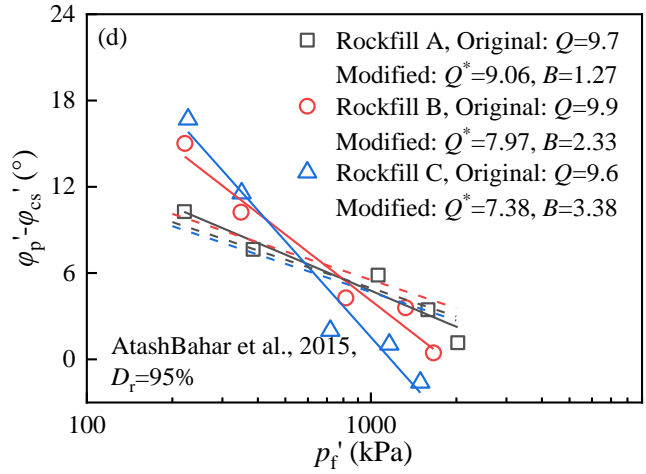 (d)
Rockfill A, Original: Q=9.7
Modified: Q*=9.06, B=1.27
Rockfill B, Original: Q=9.9
Modified: Q*=7.97, B=2.33
Rockfill C, Original: Q=9.6
Modified: Q*=7.38, B=3.38
φp'-φcs' (°)
18
12
6
0
AtashBahar et al., 2015,
Dr=95%
100
1000
pf' (kPa)